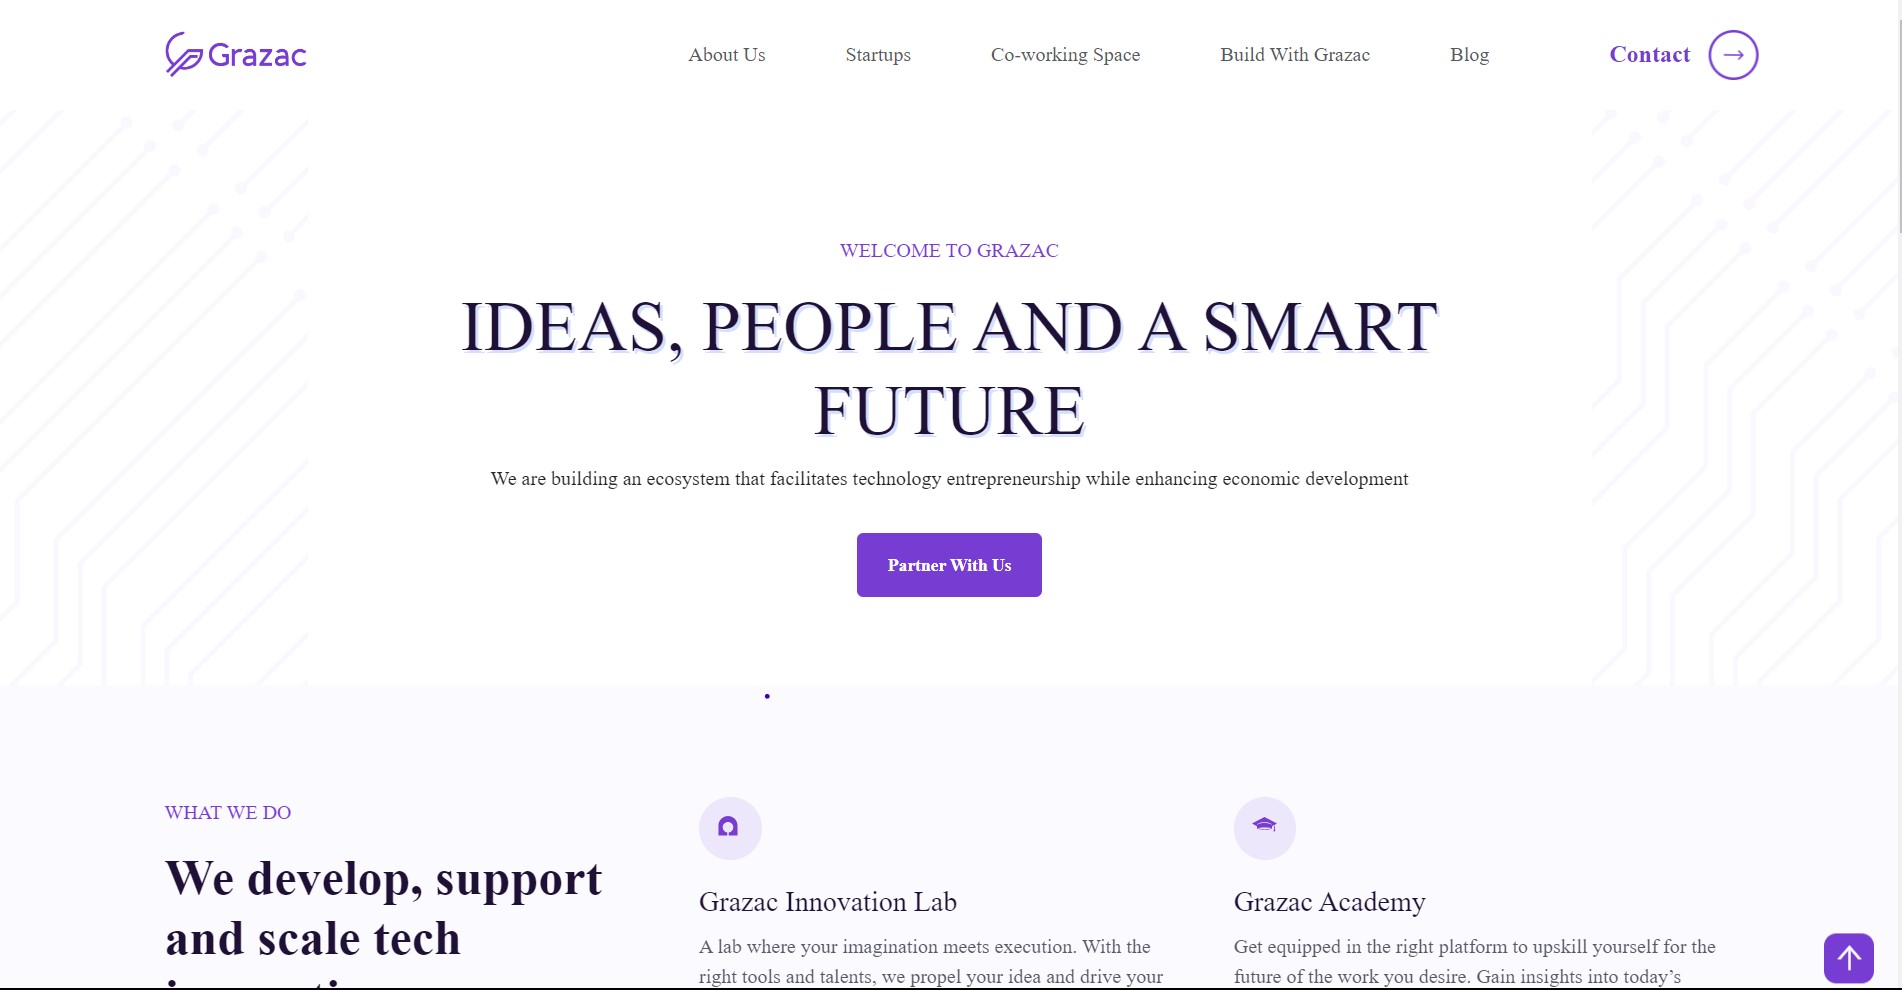 Grazac
About Us
Startups
Co-working Space
Build With Grazac
Blog
Contact
WELCOME TO GRAZAC
IDEAS, PEOPLE AND A SMART
FUTURE
We are building an ecosystem that facilitates technology entrepreneurship while enhancing economic development
Partner With Us
WHAT WE DO
We develop, support
and scale tech
Grazac Innovation Lab
A lab where your imagination meets execution. With the
right tools and talents, we propel your idea and drive your
Grazac Academy
Get equipped in the right platform to upskill yourself for the
future of the work you desire. Gain insights into today’s